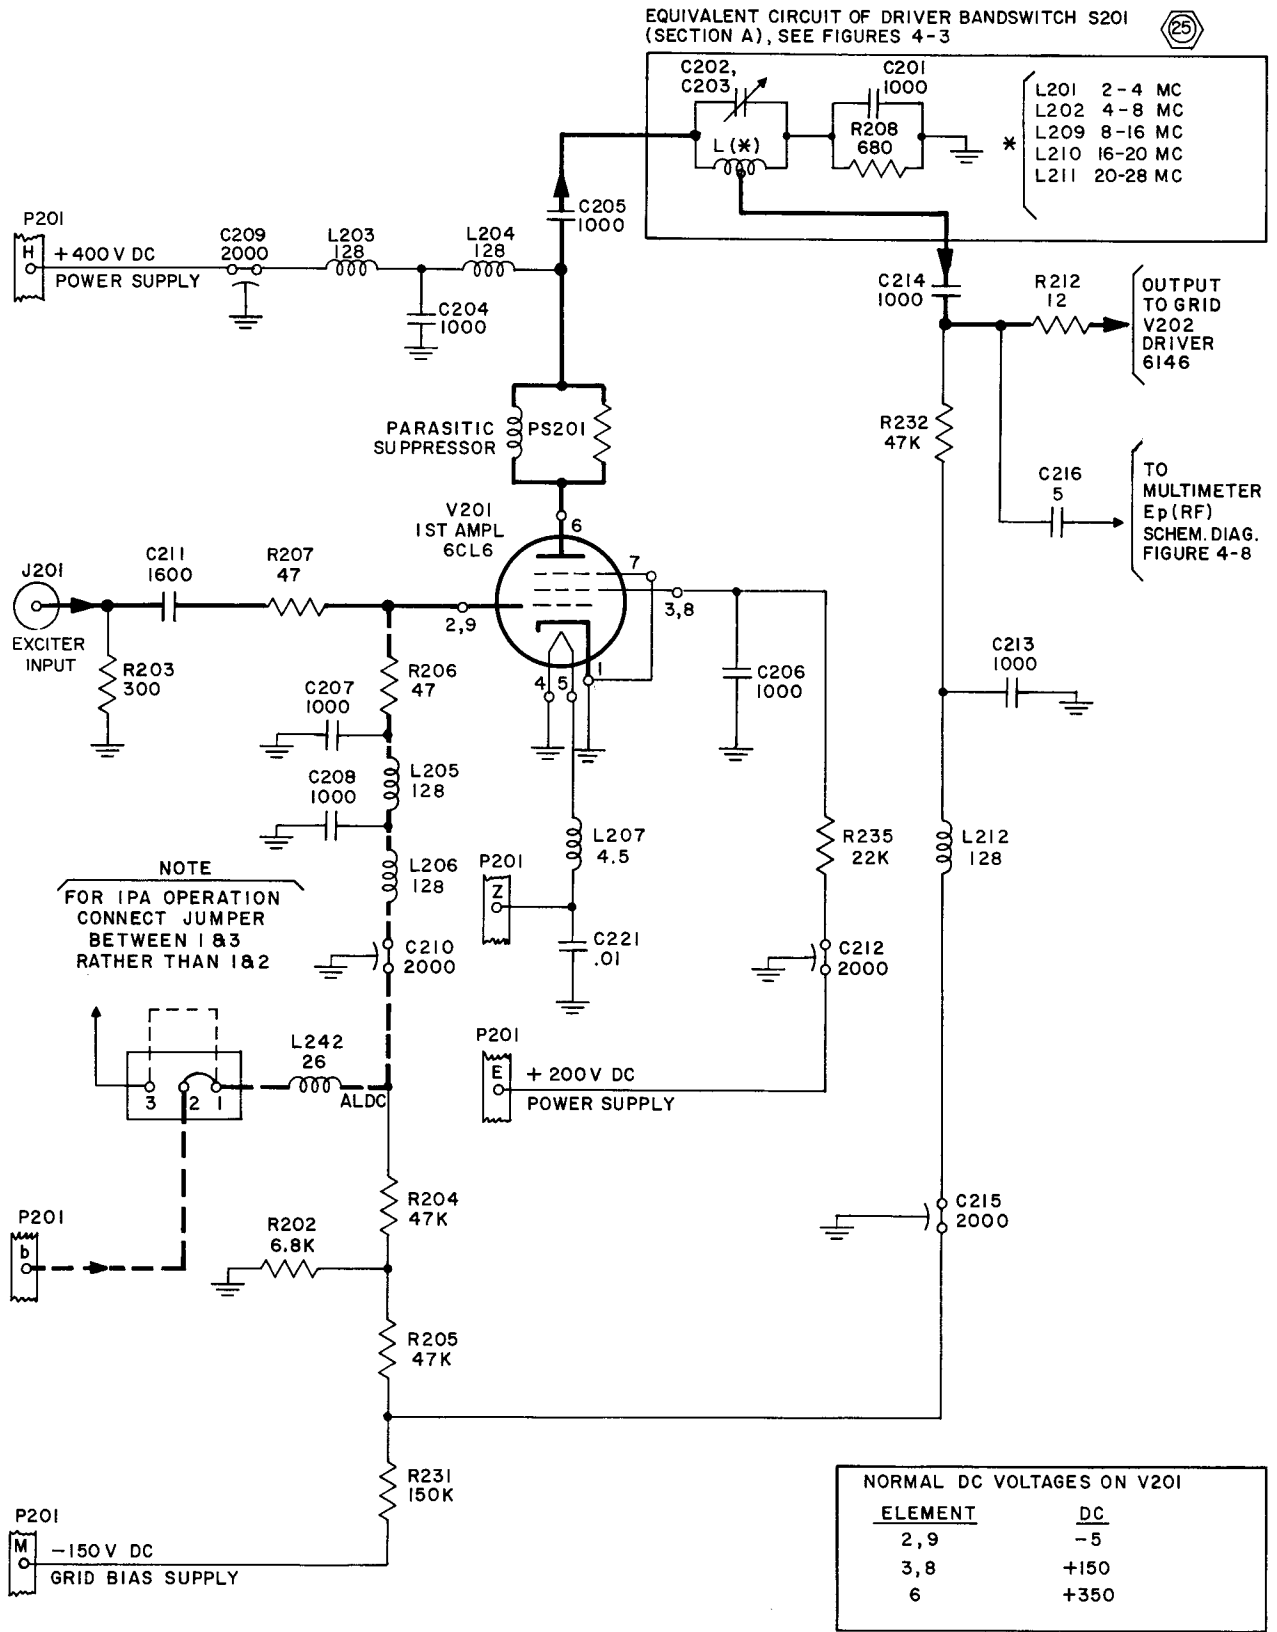 EQUIVALENT CIRCUIT OF DRIVER BANDSWITCH S201
(SECTION A), SEE FIGURES 4-3
25
C202,
C203
C201
1000
R208
680
L (*)
*
L201 2-4 MC
L202 4-8 MC
L209 8-16 MC
L210 16-20 MC
L211 20-28 MC
P201
H
+400 V DC
POWER SUPPLY
C209
2000
L203
128
L204
128
C204
1000
C205
1000
C214
1000
R212
12
OUTPUT
TO GRID
V202
DRIVER
6146
PARASITIC
SUPPRESSOR
PS201
R232
47K
C216
5
TO
MULTIMETER
Ep(RF)
SCHEM. DIAG.
FIGURE 4-8
V201
1ST AMPL
6CL6
6
7
3,8
2,9
1
4
5
J201
EXCITER
INPUT
C211
1600
R207
47
R203
300
R206
47
C207
1000
C206
1000
C213
1000
L205
128
C208
1000
L206
128
L207
4.5
P201
Z
R235
22K
L212
128
NOTE
FOR IPA OPERATION
CONNECT JUMPER
BETWEEN 1&3
RATHER THAN 1&2
C210
2000
C221
.01
C212
2000
L242
26
3
2
1
ALDC
P201
E
+200V DC
POWER SUPPLY
R204
47K
C215
2000
P201
b
R202
6.8K
R205
47K
R231
150K
P201
M
-150V DC
GRID BIAS SUPPLY
NORMAL DC VOLTAGES ON V201
ELEMENT DC
2,9 -5
3,8 +150
6 +350